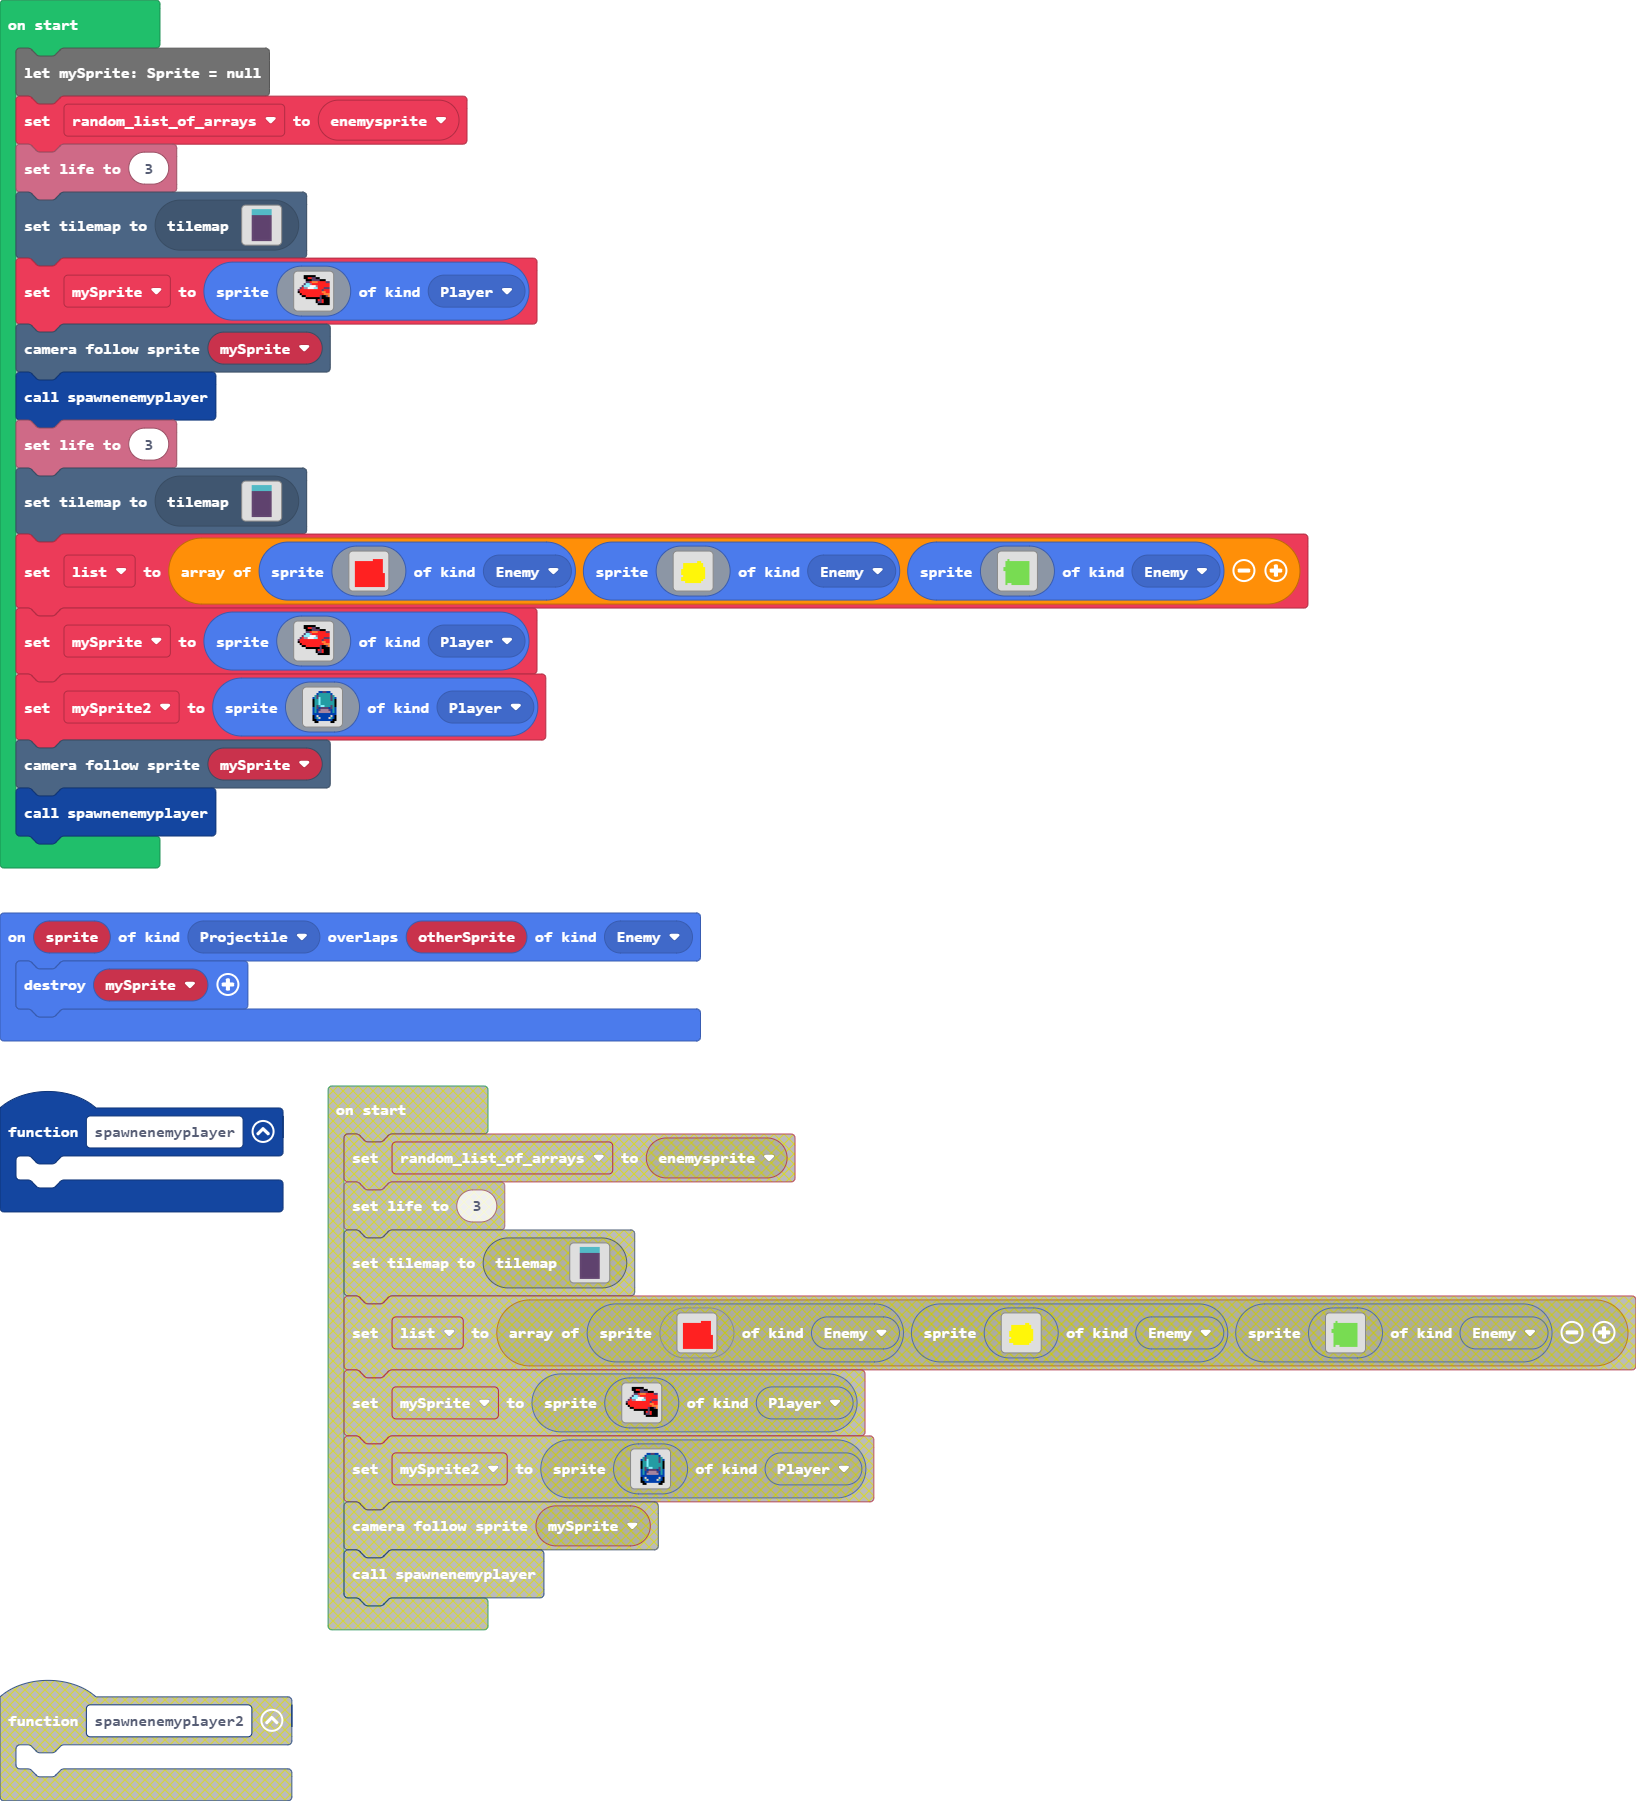 on start
let mySprite: Sprite = null
set random_list_of_arrays to enemysprite
set life to 3
set tilemap to tilemap
set mySprite to sprite of kind Player
camera follow sprite mySprite
call spawnenemyplayer
set life to 3
set tilemap to tilemap
set list to array of sprite of kind Enemy sprite of kind Enemy sprite of kind Enemy
set mySprite to sprite of kind Player
set mySprite2 to sprite of kind Player
camera follow sprite mySprite
call spawnenemyplayer
on sprite of kind Projectile overlaps otherSprite of kind Enemy
destroy mySprite
function spawnenemyplayer
on start
set random_list_of_arrays to enemysprite
set life to 3
set tilemap to tilemap
set list to array of sprite of kind Enemy sprite of kind Enemy sprite of kind Enemy
set mySprite to sprite of kind Player
set mySprite2 to sprite of kind Player
camera follow sprite mySprite
call spawnenemyplayer
function spawnenemyplayer2